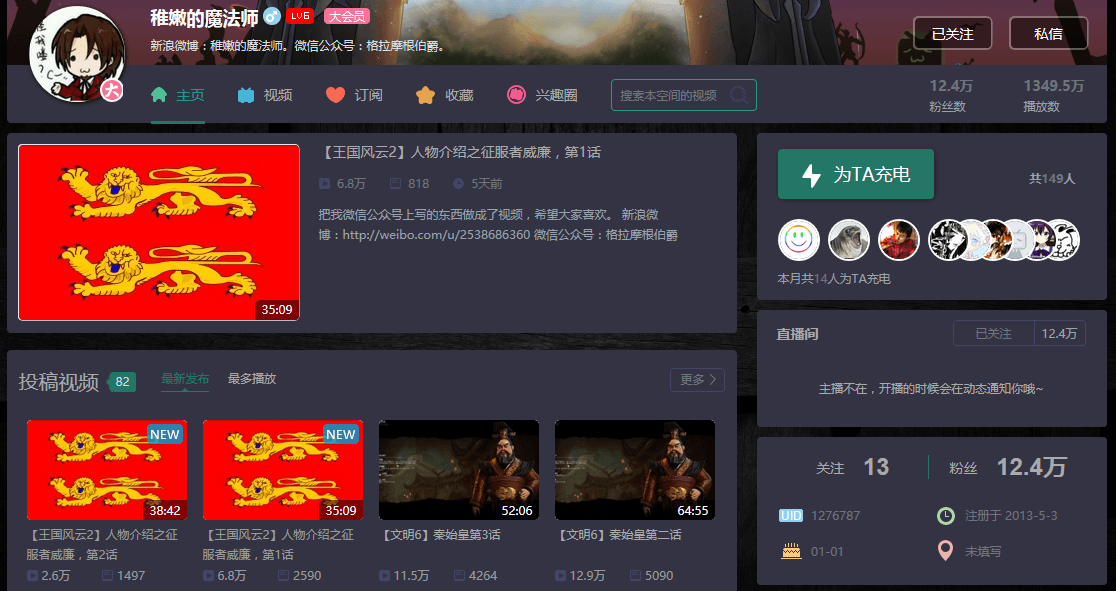 稚嫩的魔法师 LV6 大会员
新浪微博：稚嫩的魔法师。微信公众号：格拉摩根伯爵。
已关注 私信
大
主页 视频 订阅 收藏 兴趣圈 搜索本空间的视频
12.4万 1349.5万
粉丝数 播放数
【王国风云2】人物介绍之征服者威廉，第1话
6.8万 818 5天前
把我微信公众号上写的东西做成了视频，希望大家喜欢。 新浪微
博：http://weibo.com/u/2538686360 微信公众号：格拉摩根伯爵
35:09
为TA充电 共149人
本月共14人为TA充电
直播间 已关注 12.4万
主播不在，开播的时候会在动态通知你哦~
投稿视频 82 最新发布 最多播放 更多
NEW NEW
38:42 35:09 52:06 64:55
【王国风云2】人物介绍之征
服者威廉，第2话
2.6万 1497
【王国风云2】人物介绍之征
服者威廉，第1话
6.8万 2590
【文明6】秦始皇第3话
11.5万 4264
【文明6】秦始皇第二话
12.9万 5090
关注 13 粉丝 12.4万
UID 1276787 注册于 2013-5-3
01-01 未填写